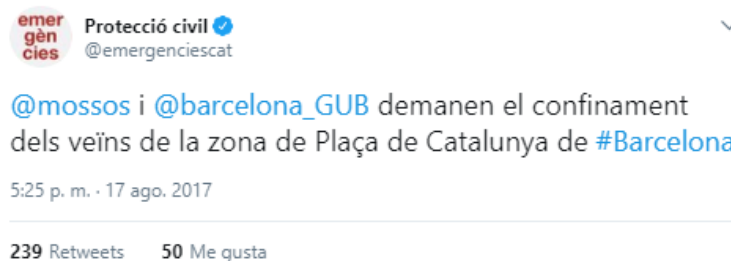 emer
gèn
cies
Protecció civil
@emergenciescat
@mossos i @barcelona_GUB demanen el confinament
dels veïns de la zona de Plaça de Catalunya de #Barcelona
5:25 p. m. · 17 ago. 2017
239 Retweets 50 Me gusta